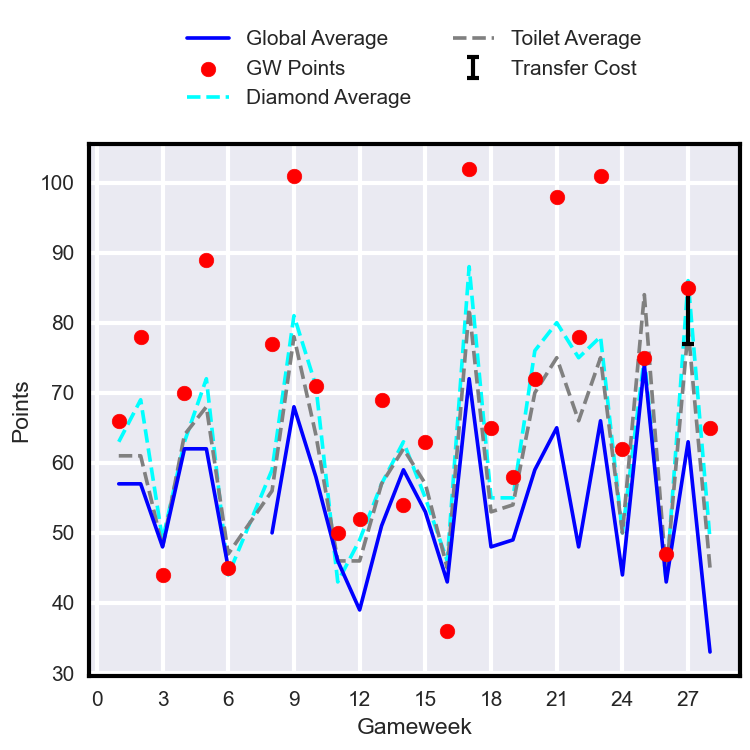 Global Average
GW Points
Diamond Average
Toilet Average
Transfer Cost
100
90
80
70
60
50
40
30
Points
0 3 6 9 12 15 18 21 24 27
Gameweek